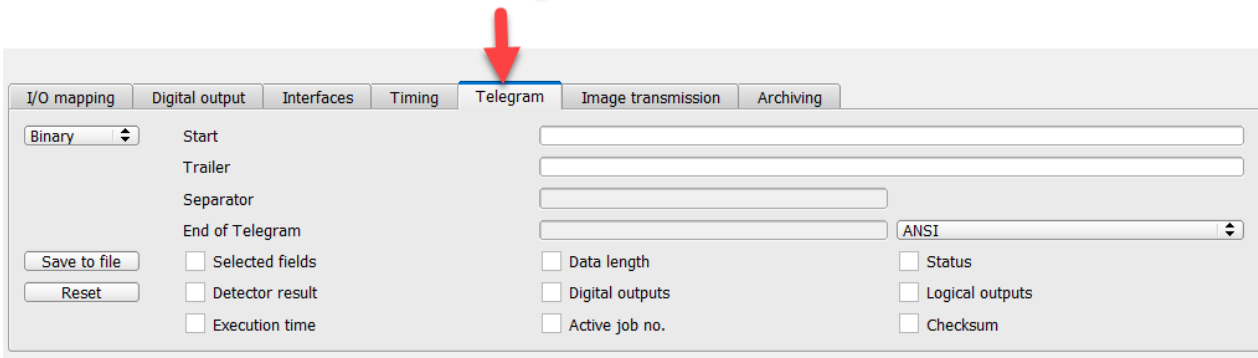 I/O mapping Digital output Interfaces Timing Telegram Image transmission Archiving
Binary Start
Trailer
Separator
End of Telegram ANSI
Save to file Selected fields Data length Status
Reset Detector result Digital outputs Logical outputs
Execution time Active job no. Checksum